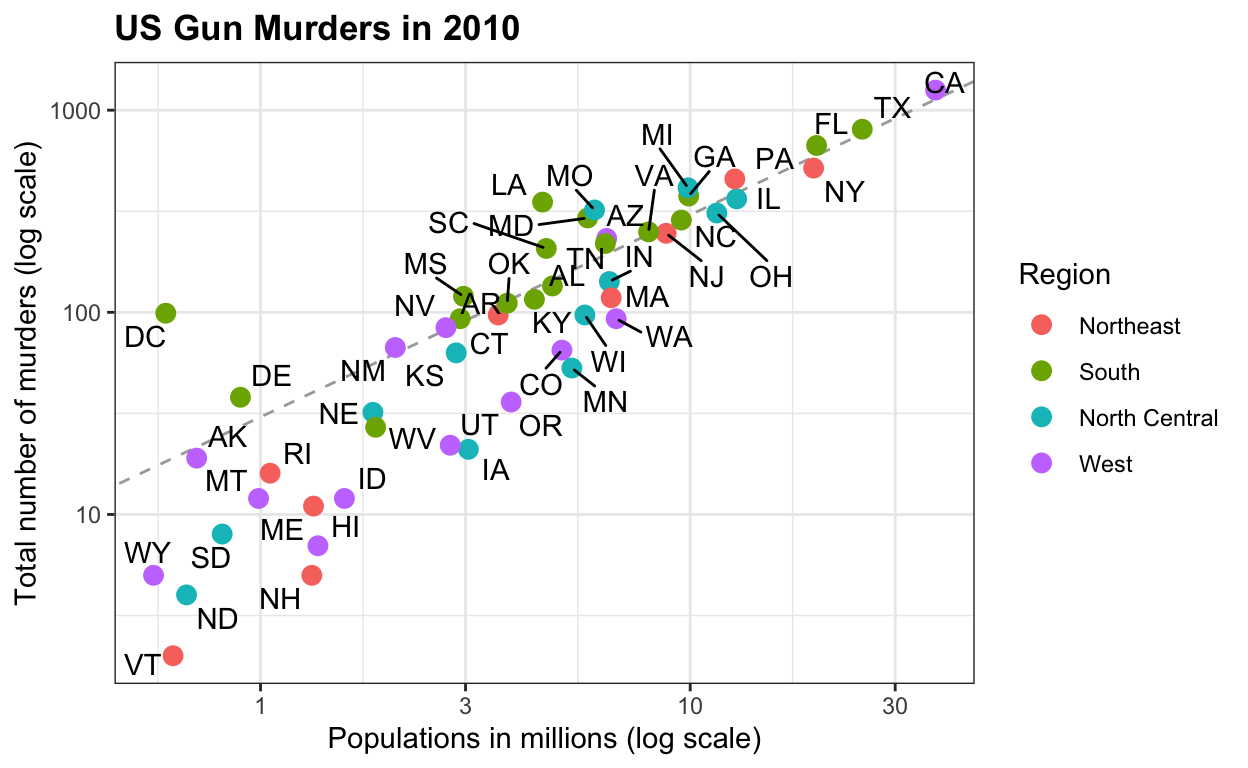 US Gun Murders in 2010
Total number of murders (log scale)
1000
100
10
CA
TX
FL
MI
GA
PA
MO
VA
LA
NY
IL
AZ
SC
MD
NC
TN
IN
NJ
OH
MS
OK
AL
NV
AR
MA
KY
WA
DC
CT
WI
NM
KS
DE
CO
MN
NE
UT
OR
AK
WV
RI
IA
MT
ID
ME
HI
WY
SD
NH
ND
VT
1
3
10
30
Populations in millions (log scale)
Region
Northeast
South
North Central
West